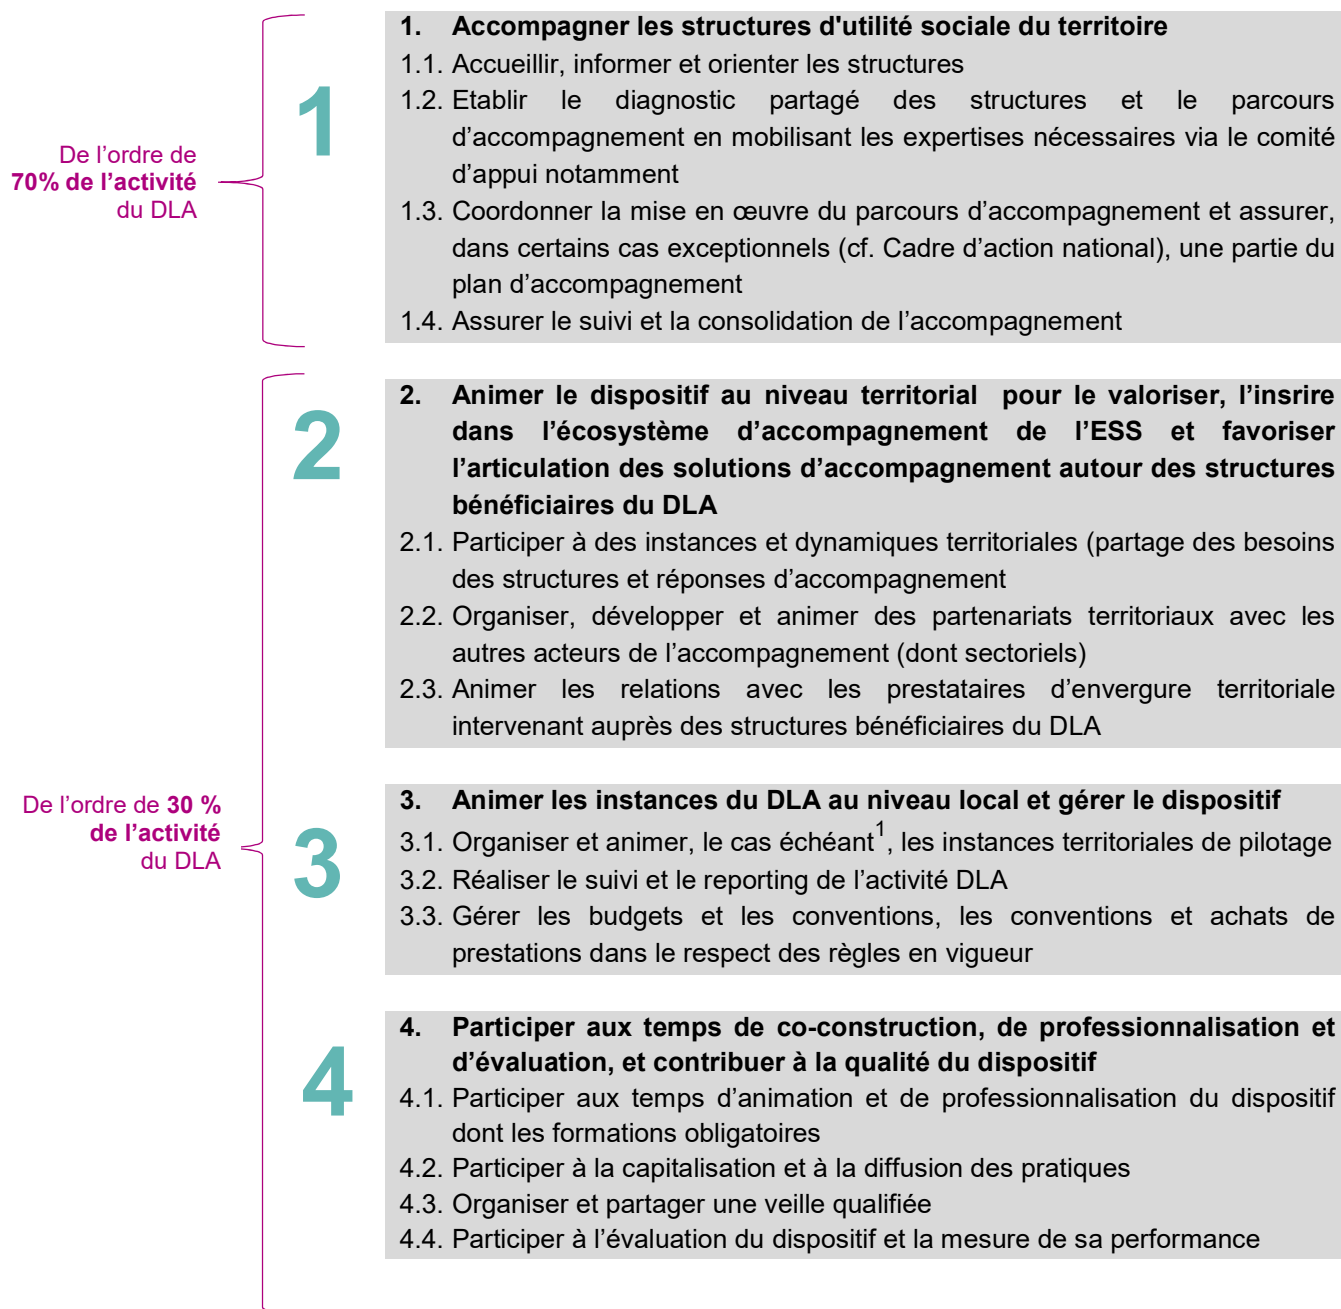 De l’ordre de
70% de l’activité
du DLA
1
1. Accompagner les structures d'utilité sociale du territoire
1.1. Accueillir, informer et orienter les structures
1.2. Etablir le diagnostic partagé des structures et le parcours
d’accompagnement en mobilisant les expertises nécessaires via le comité
d’appui notamment
1.3. Coordonner la mise en œuvre du parcours d’accompagnement et assurer,
dans certains cas exceptionnels (cf. Cadre d’action national), une partie du
plan d’accompagnement
1.4. Assurer le suivi et la consolidation de l’accompagnement
De l’ordre de 30 %
de l’activité
du DLA
2
2. Animer le dispositif au niveau territorial pour le valoriser, l’insrire
dans l’écosystème d’accompagnement de l’ESS et favoriser
l’articulation des solutions d’accompagnement autour des structures
bénéficiaires du DLA
2.1. Participer à des instances et dynamiques territoriales (partage des besoins
des structures et réponses d’accompagnement
2.2. Organiser, développer et animer des partenariats territoriaux avec les
autres acteurs de l’accompagnement (dont sectoriels)
2.3. Animer les relations avec les prestataires d’envergure territoriale
intervenant auprès des structures bénéficiaires du DLA
3
3. Animer les instances du DLA au niveau local et gérer le dispositif
3.1. Organiser et animer, le cas échéant1, les instances territoriales de pilotage
3.2. Réaliser le suivi et le reporting de l’activité DLA
3.3. Gérer les budgets et les conventions, les conventions et achats de
prestations dans le respect des règles en vigueur
4
4. Participer aux temps de co-construction, de professionnalisation et
d’évaluation, et contribuer à la qualité du dispositif
4.1. Participer aux temps d’animation et de professionnalisation du dispositif
dont les formations obligatoires
4.2. Participer à la capitalisation et à la diffusion des pratiques
4.3. Organiser et partager une veille qualifiée
4.4. Participer à l’évaluation du dispositif et la mesure de sa performance